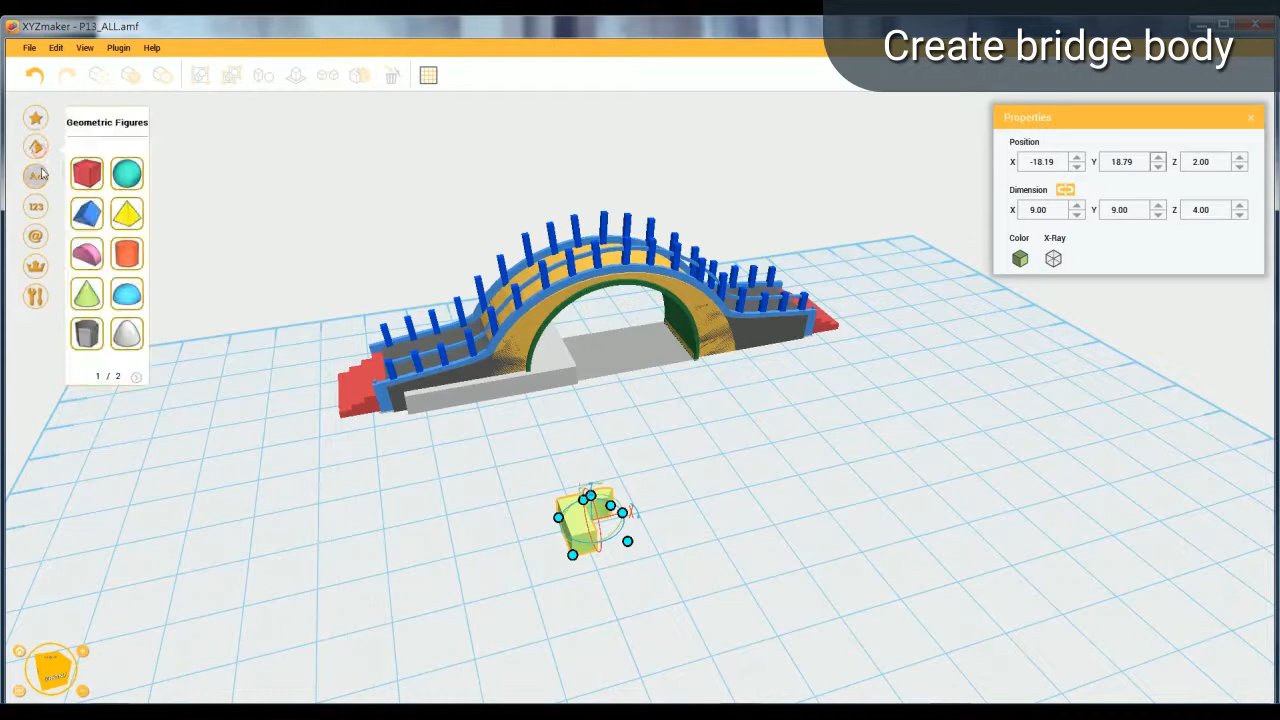 XYZmaker - P13_ALL.amf
Create bridge body
File Edit View Plugin Help
Geometric Figures
123
@
1 / 2
Properties
Position
X -18.19 Y 18.79 Z 2.00
Dimension
X 9.00 Y 9.00 Z 4.00
Color X-Ray